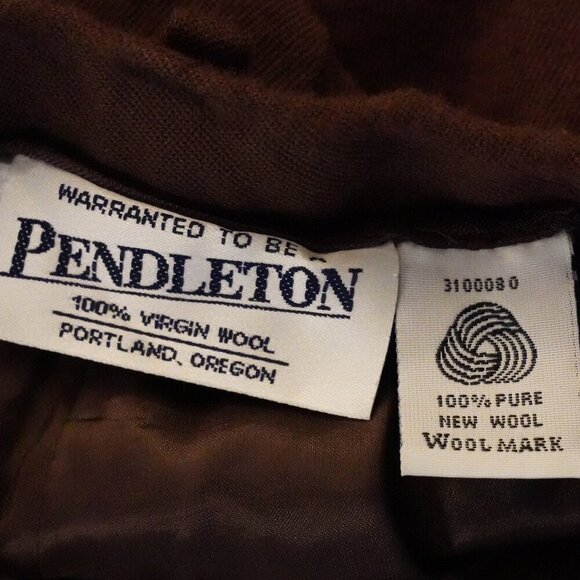 WARRANTED TO BE A
PENDLETON
100% VIRGIN WOOL
PORTLAND, OREGON
3100080
100% PURE
NEW WOOL
WOOL MARK